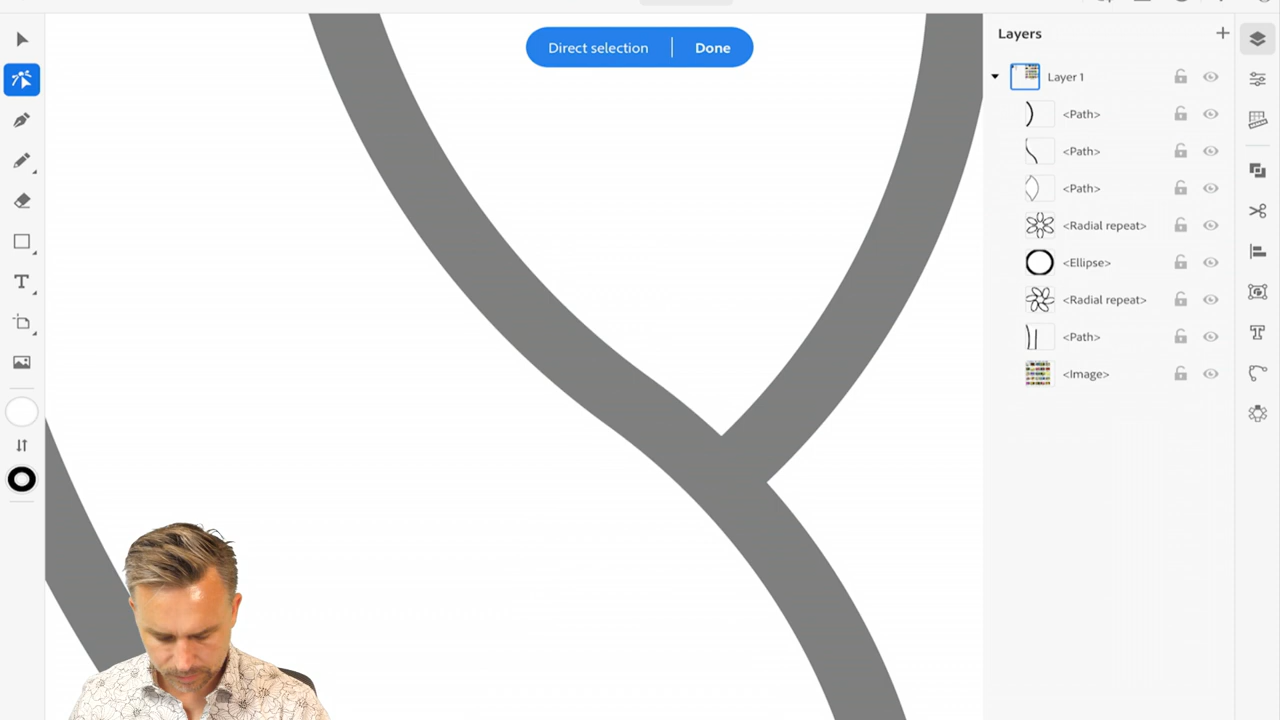 Direct selection
Done
Layers
Layer 1
<Path>
<Path>
<Path>
<Radial repeat>
<Ellipse>
<Radial repeat>
<Path>
<Image>